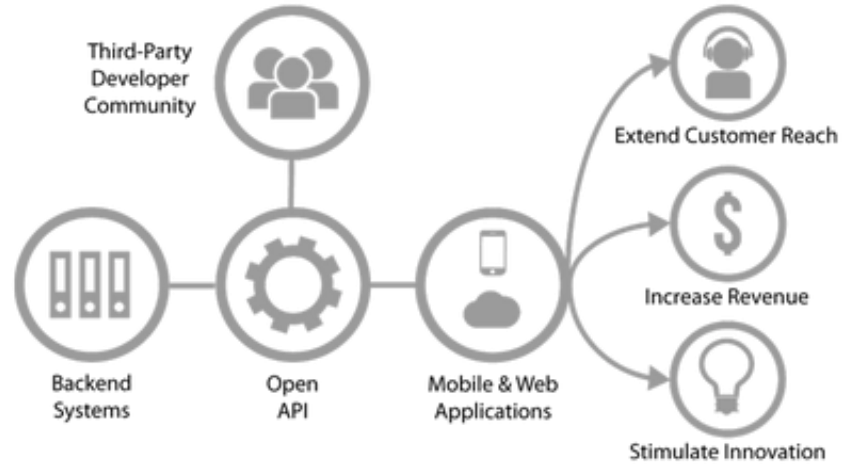 Third-Party
Developer
Community
Extend Customer Reach
Increase Revenue
Backend
Systems
Open
API
Mobile & Web
Applications
Stimulate Innovation